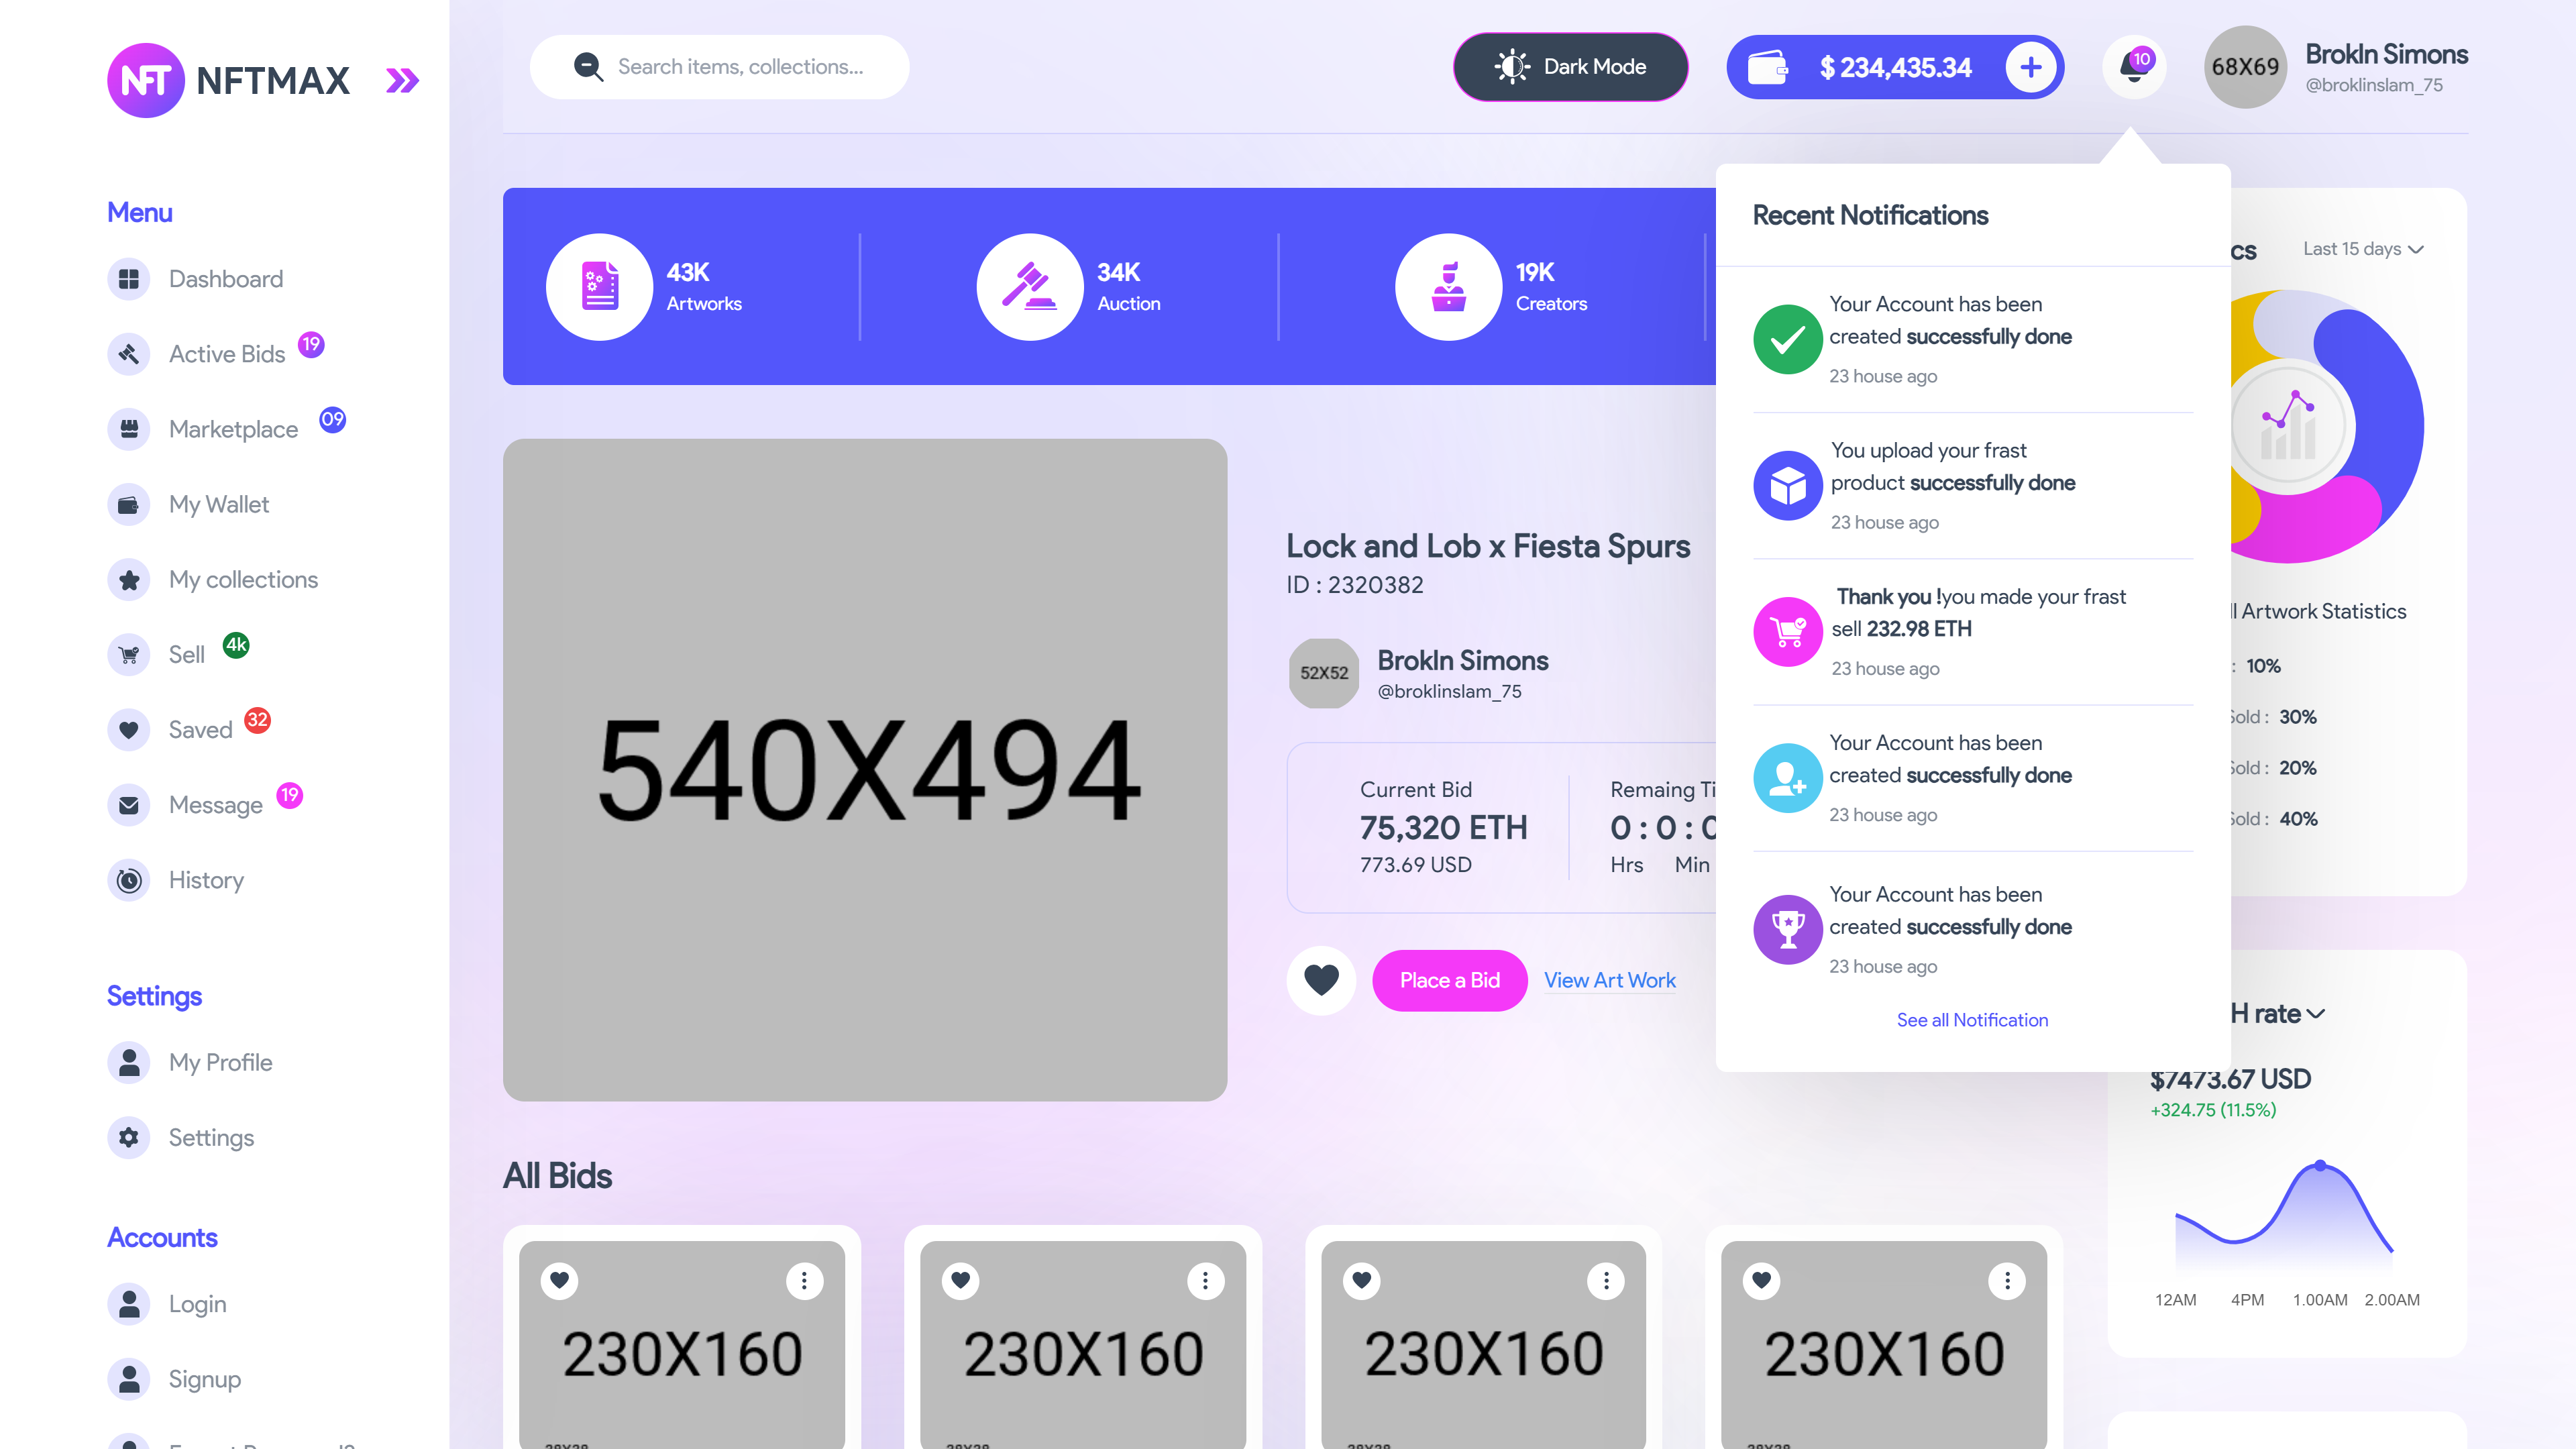 NFT NFTMAX
Menu
Dashboard
Active Bids 19
Marketplace 09
My Wallet
My collections
Sell 4k
Saved 32
Message 19
History
Settings
My Profile
Settings
Accounts
Login
Signup
Search items, collections...
Dark Mode
$ 234,435.34
10
68X69
Brokln Simons
@broklinslam_75
43K
Artworks
34K
Auction
19K
Creators
540X494
Lock and Lob x Fiesta Spurs
ID : 2320382
52X52
Brokln Simons
@broklinslam_75
Current Bid
75,320 ETH
773.69 USD
Remaing Ti
0 : 0 : 0
Hrs Min
Place a Bid
View Art Work
Recent Notifications
Your Account has been
created successfully done
23 house ago
You upload your frast
product successfully done
23 house ago
Thank you !you made your frast
sell 232.98 ETH
23 house ago
Your Account has been
created successfully done
23 house ago
Your Account has been
created successfully done
23 house ago
See all Notification
cs
Last 15 days
ll Artwork Statistics
: 10%
Sold : 30%
Sold : 20%
Sold : 40%
H rate
$7473.67 USD
+324.75 (11.5%)
12AM 4PM 1.00AM 2.00AM
All Bids
230X160
230X160
230X160
230X160